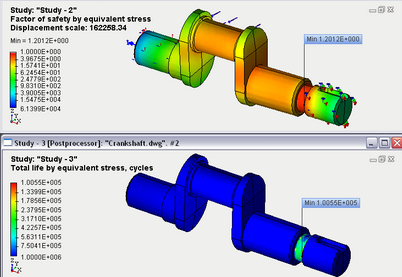 Study: "Study - 2"
Factor of safety by equivalent stress
Displacement scale: 162258.34
Min = 1.2012E+000
1.0000E+000
3.9675E+000
1.5741E+001
6.2454E+001
2.4779E+002
9.8310E+002
3.9005E+003
1.5475E+004
6.1399E+004
Min 1.2012E+000
Study - 3 [Postprocessor]: "Crankshaft.dwg". #2
Study: "Study - 3"
Total life by equivalent stress, cycles
1.0055E+005
1.3399E+005
1.7856E+005
2.3795E+005
3.1710E+005
4.2257E+005
5.6311E+005
7.5041E+005
1.0000E+006
Min 1.0055E+005